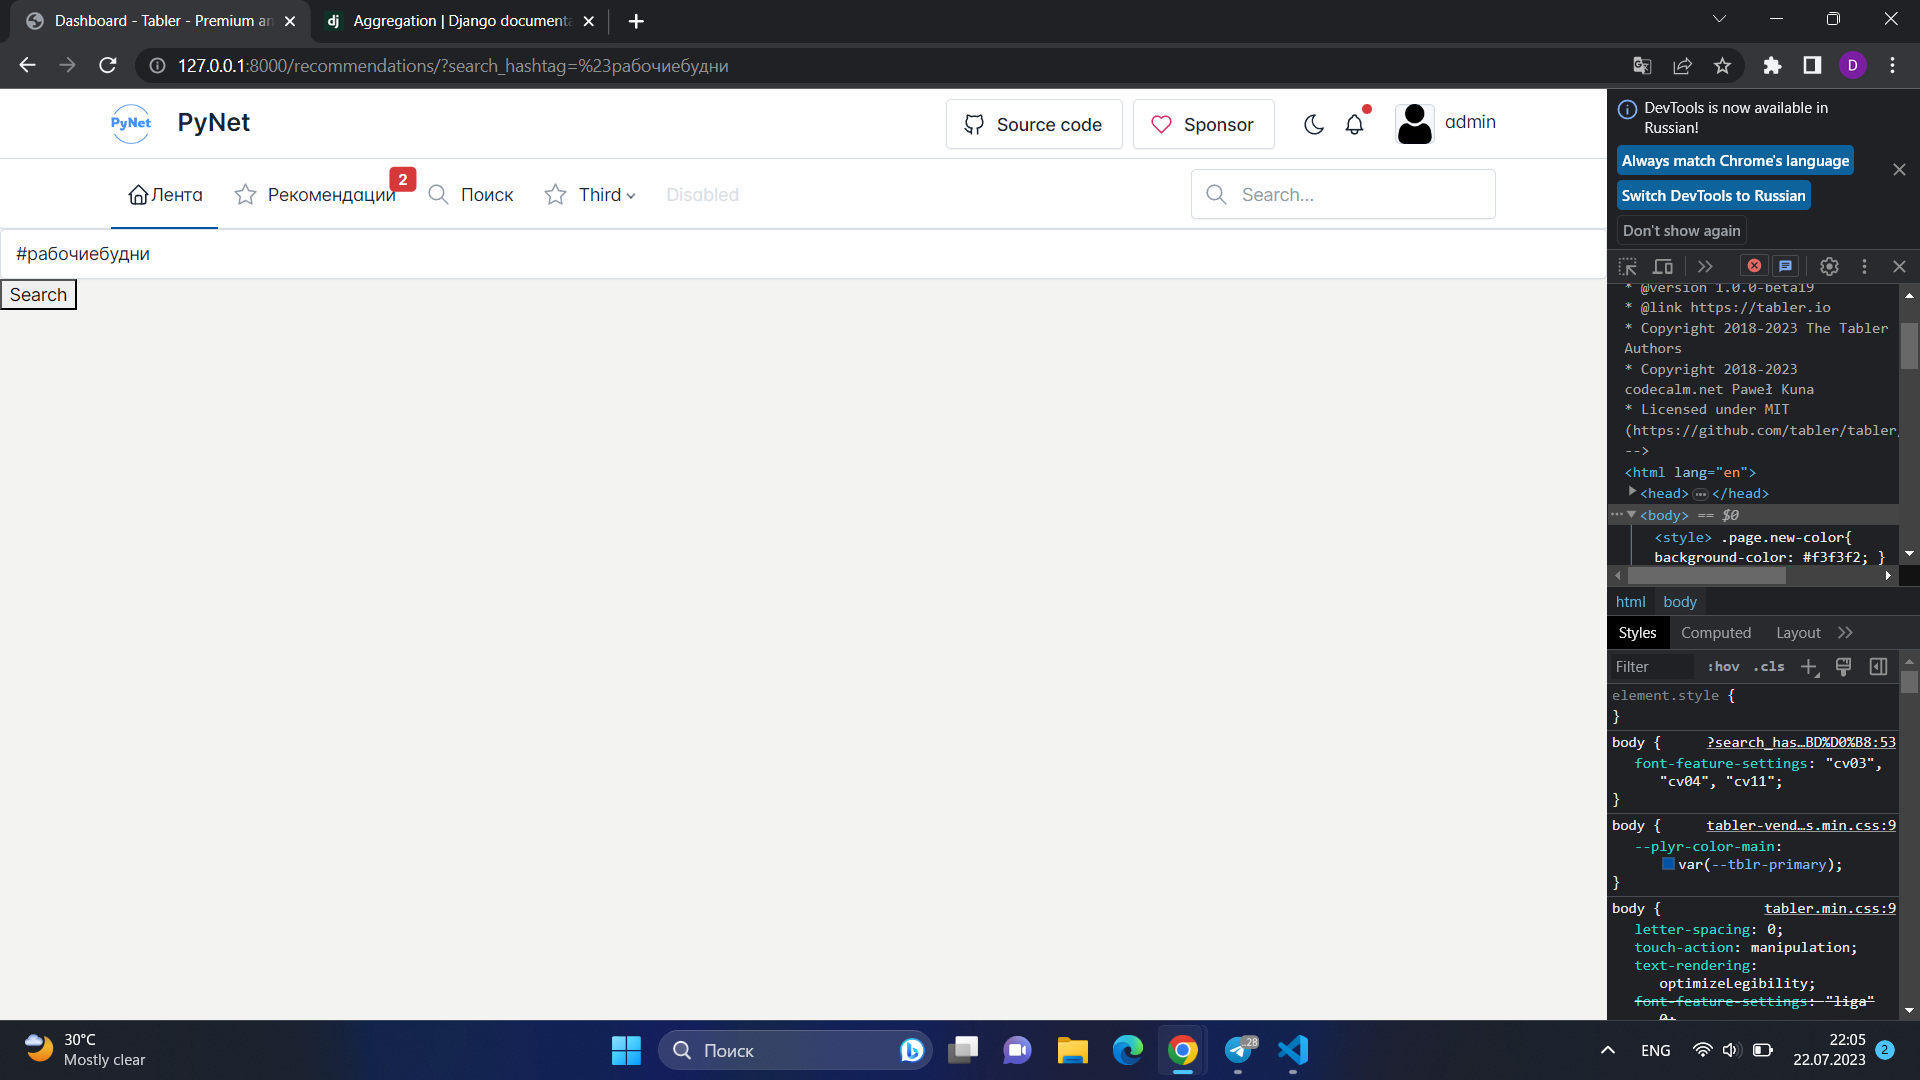 Dashboard - Tabler - Premium an
Aggregation | Django documenta
127.0.0.1:8000/recommendations/?search_hashtag=%23рабочиебудни
D
PyNet
PyNet
Source code
Sponsor
admin
Лента
Рекомендации
2
Поиск
Third
Disabled
Search...
#рабочиебудни
Search
DevTools is now available in
Russian!
Always match Chrome's language
Switch DevTools to Russian
Don't show again
* @version 1.0.0-beta19
* @link https://tabler.io
* Copyright 2018-2023 The Tabler
Authors
* Copyright 2018-2023
codecalm.net Paweł Kuna
* Licensed under MIT
(https://github.com/tabler/tabler/
-->
<html lang="en">
<head> ••• </head>
••• <body> == $0
<style> .page.new-color{
background-color: #f3f3f2; }
html body
Styles Computed Layout
Filter :hov .cls
element.style {
}
body { ?search_has…BD%D0%B8:53
font-feature-settings: "cv03",
"cv04", "cv11";
}
body { tabler-vend…s.min.css:9
--plyr-color-main:
var(--tblr-primary);
}
body { tabler.min.css:9
letter-spacing: 0;
touch-action: manipulation;
text-rendering:
optimizeLegibility;
font-feature-settings: "liga"
0;
30°C
Mostly clear
Поиск
28
ENG
22:05
22.07.2023
2